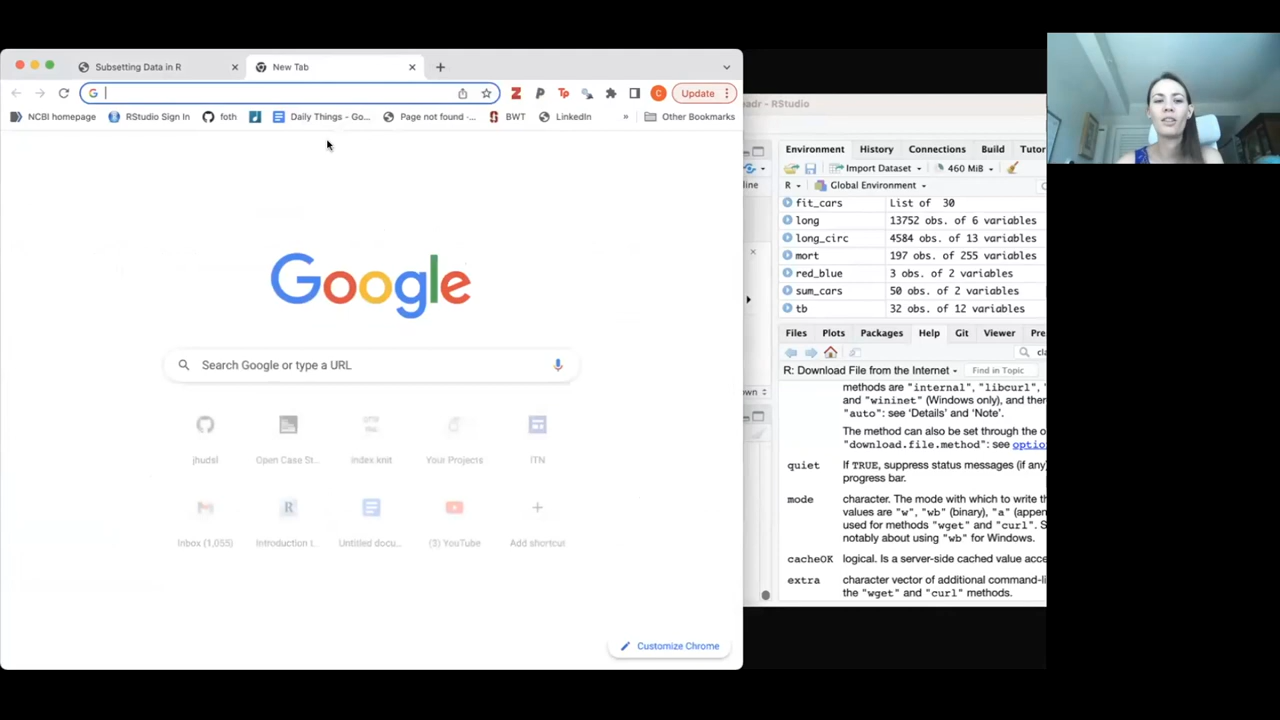 Subsetting Data in R
New Tab
G
C
Update
NCBI homepage
RStudio Sign In
foth
Daily Things - Go...
Page not found -...
BWT
LinkedIn
»
Other Bookmarks
Google
Search Google or type a URL
jhudsl
Open Case St...
index.knit
Your Projects
ITN
Inbox (1,055)
Introduction t...
Untitled docu...
(3) YouTube
Add shortcut
Customize Chrome
adr - RStudio
Environment History Connections Build Tutor
Import Dataset 460 MiB
R Global Environment
fit_cars List of 30
long 13752 obs. of 6 variables
long_circ 4584 obs. of 13 variables
mort 197 obs. of 255 variables
red_blue 3 obs. of 2 variables
sum_cars 50 obs. of 2 variables
tb 32 obs. of 12 variables
Files Plots Packages Help Git Viewer Pre
R: Download File from the Internet Find in Topic
methods are "internal", "libcurl", "
and "wininet" (Windows only), and then
"auto": see 'Details' and 'Note'.
The method can also be set through the o
"download.file.method": see optio
quiet If TRUE, suppress status messages (if any)
progress bar.
mode character. The mode with which to write th
values are "w", "wb" (binary), "a" (appen
used for methods "wget" and "curl". S
notably about using "wb" for Windows.
cacheOK logical. Is a server-side cached value acce
extra character vector of additional command-li
the "wget" and "curl" methods.